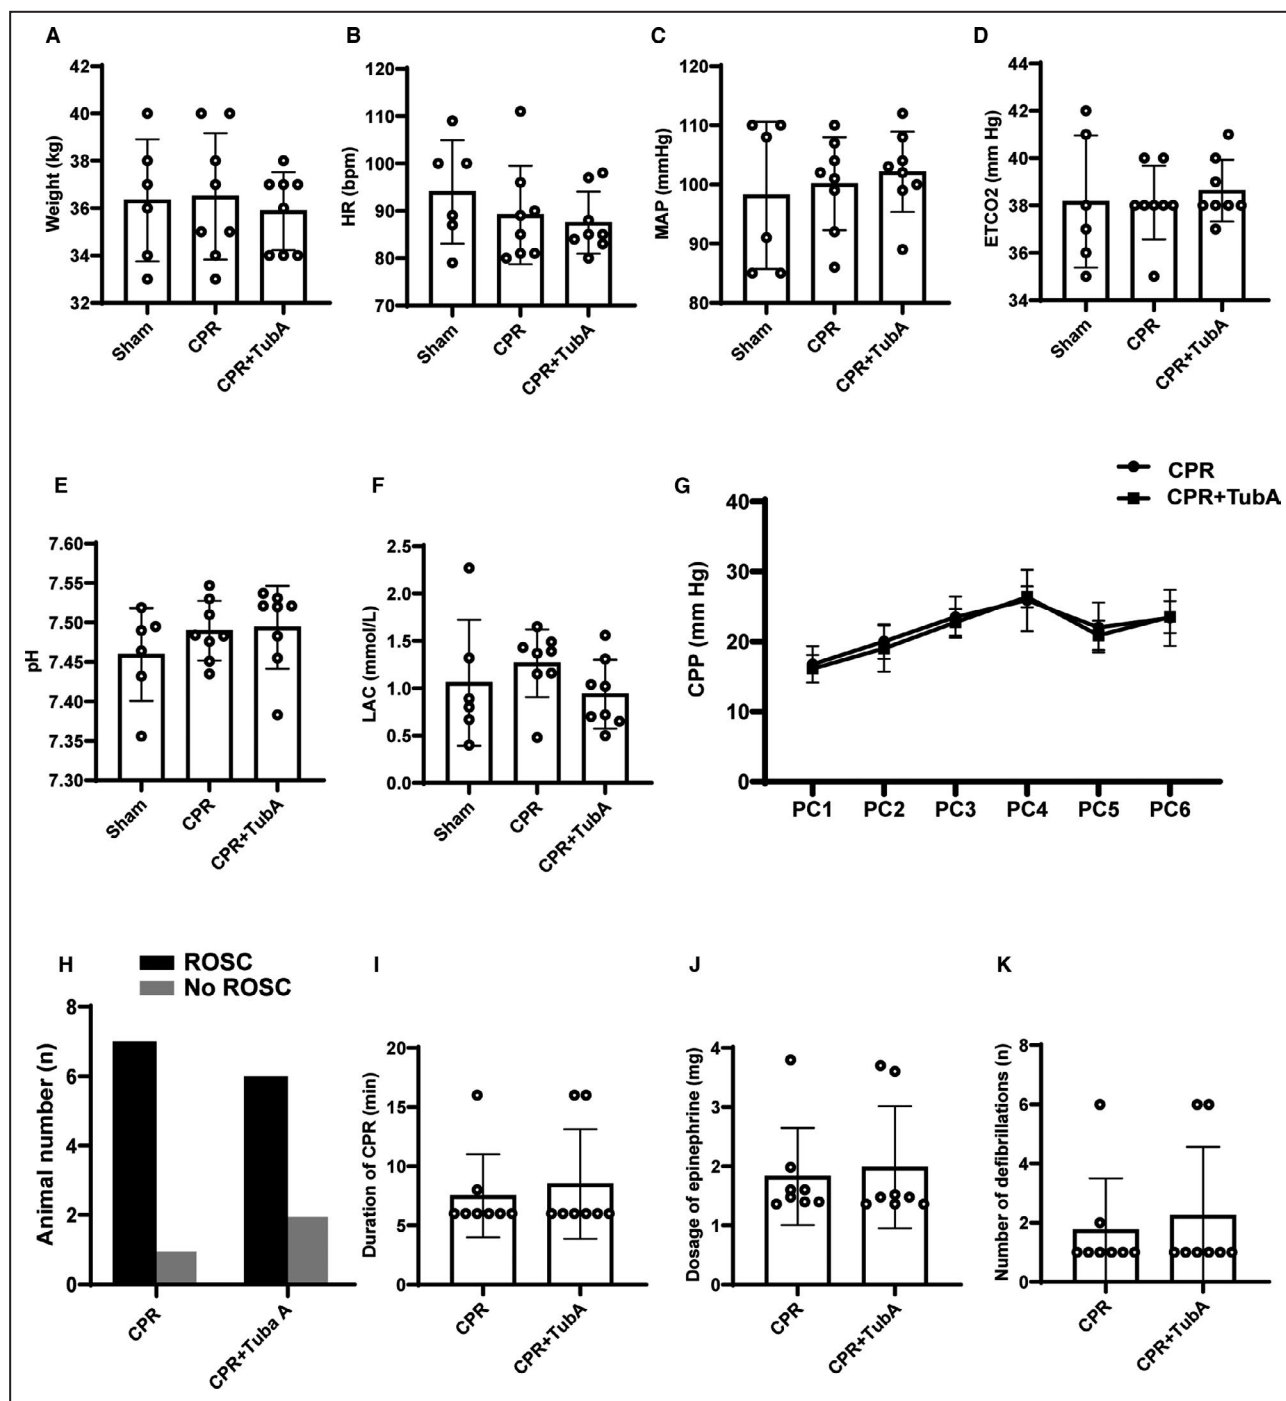 A
B
C
D
Weight (kg)
42
40
38
36
34
32
Sham
CPR
CPR+TubA
HR (bpm)
120
110
100
90
80
70
Sham
CPR
CPR+TubA
MAP (mmHg)
120
110
100
90
80
Sham
CPR
CPR+TubA
ETCO2 (mm Hg)
44
42
40
38
36
34
Sham
CPR
CPR+TubA
E
F
G
pH
7.60
7.55
7.50
7.45
7.40
7.35
7.30
Sham
CPR
CPR+TubA
LAC (mmol/L)
2.5
2.0
1.5
1.0
0.5
0.0
Sham
CPR
CPR+TubA
CPR
CPR+TubA
CPP (mm Hg)
40
30
20
10
0
PC1 PC2 PC3 PC4 PC5 PC6
H
I
J
K
ROSC
No ROSC
Animal number (n)
8
6
4
2
0
CPR
CPR+Tuba A
Duration of CPR (min)
20
15
10
5
0
CPR
CPR+TubA
Dosage of epinephrine (mg)
4
3
2
1
0
CPR
CPR+TubA
Number of defibrillations (n)
8
6
4
2
0
CPR
CPR+TubA